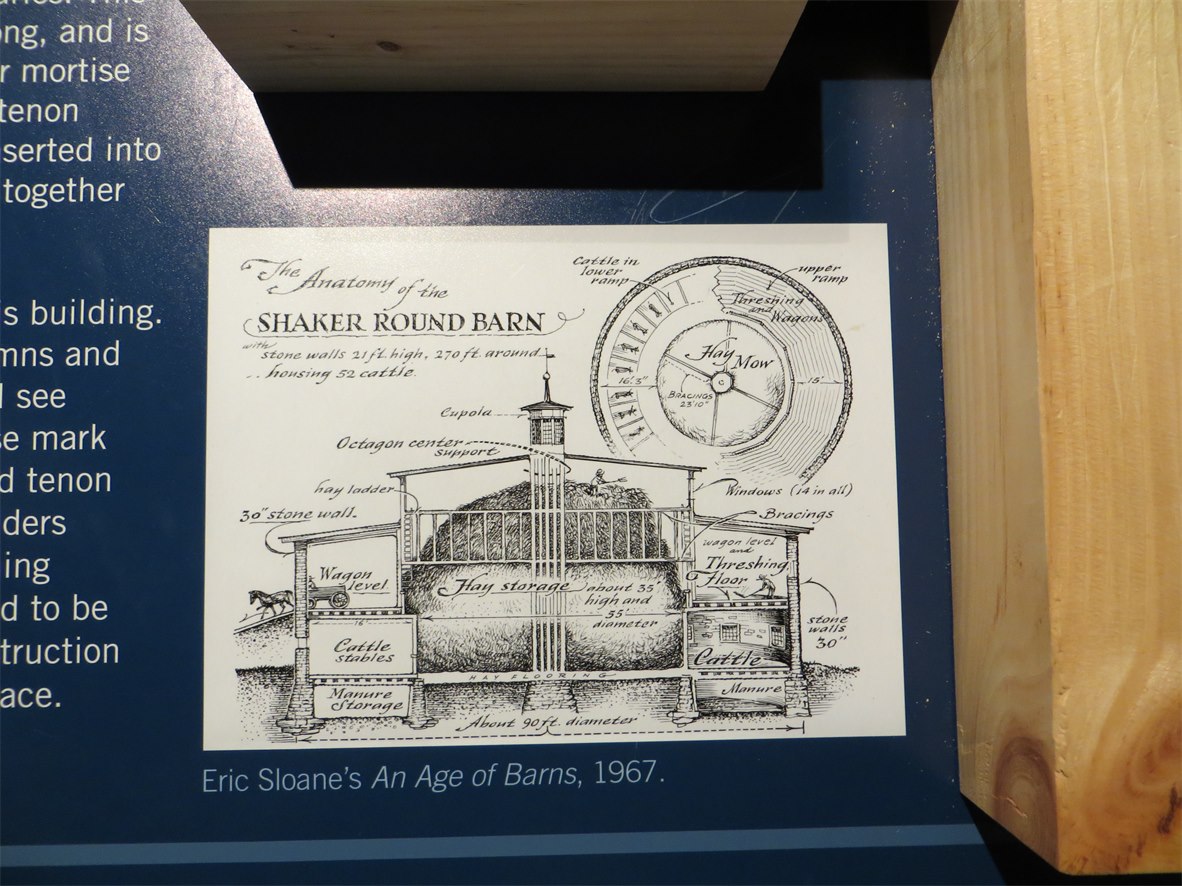 ong, and is
r mortise
tenon
serted into
together
s building.
mns and
see
se mark
d tenon
ders
ing
d to be
truction
ace.
The
Anatomy of the
SHAKER ROUND BARN
with
stone walls 21 ft. high, 270 ft. around
... housing 52 cattle.
Cattle in
lower
ramp
upper
ramp
Threshing
and
Wagons
Hay Mow
BRACINGS
23'10"
16'3"
15'
Cupola
Octagon center
support
hay ladder
30" stone wall.
Windows (14 in all)
Bracings
wagon level
and
Threshing
Floor
Wagon
level
Hay storage about 35'
high and
55'
diameter
16'
stone
walls
30"
Cattle
stables
Cattle
HAY FLOORING
Manure
Storage
Manure
About 90 ft. diameter
Eric Sloane's An Age of Barns, 1967.